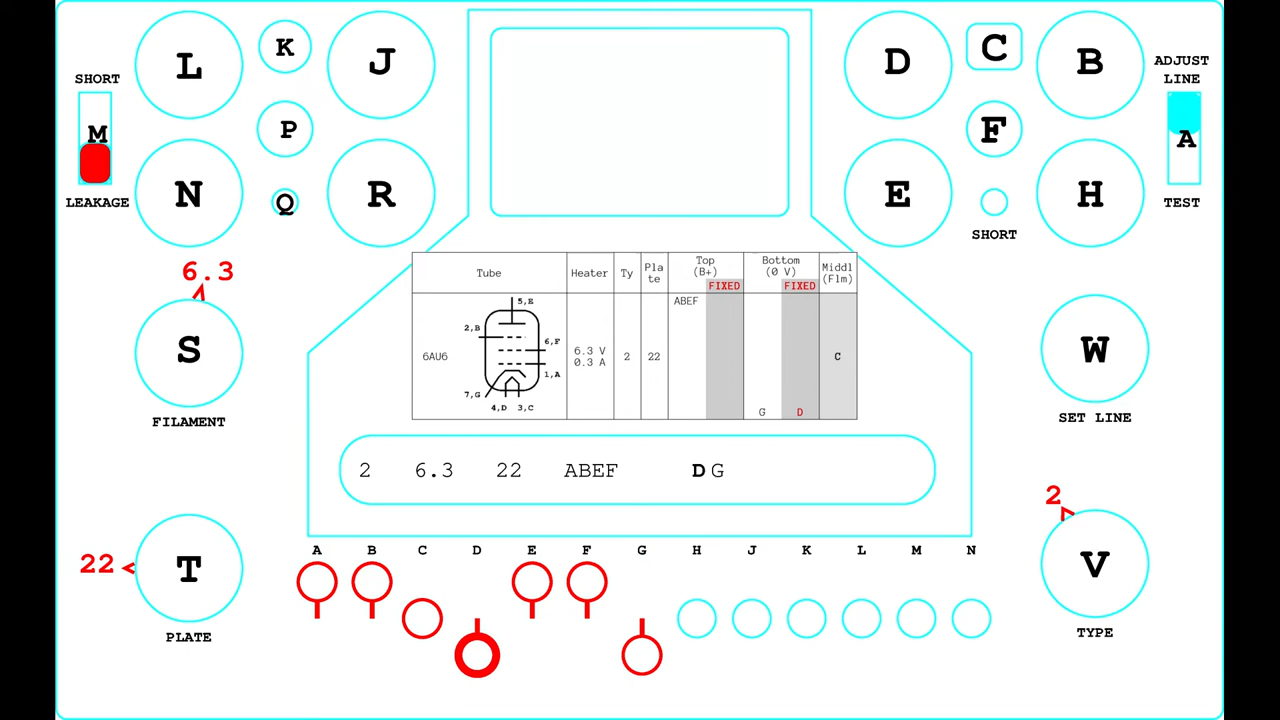 L
K
J
D
C
B
ADJUST
LINE
SHORT
M
P
F
A
LEAKAGE
N
Q
R
E
H
TEST
SHORT
6.3
S
FILAMENT
Tube
Heater
Ty
Pla
te
Top
(B+)
FIXED
Bottom
(0 V)
FIXED
Middl
(Flm)
6AU6
5,E
2,B
6,F
1,A
7,G
4,D 3,C
6.3 V
0.3 A
2
22
ABEF
G
D
C
W
SET LINE
2 6.3 22 ABEF DG
22
T
PLATE
2
V
TYPE
A B C D E F G H J K L M N